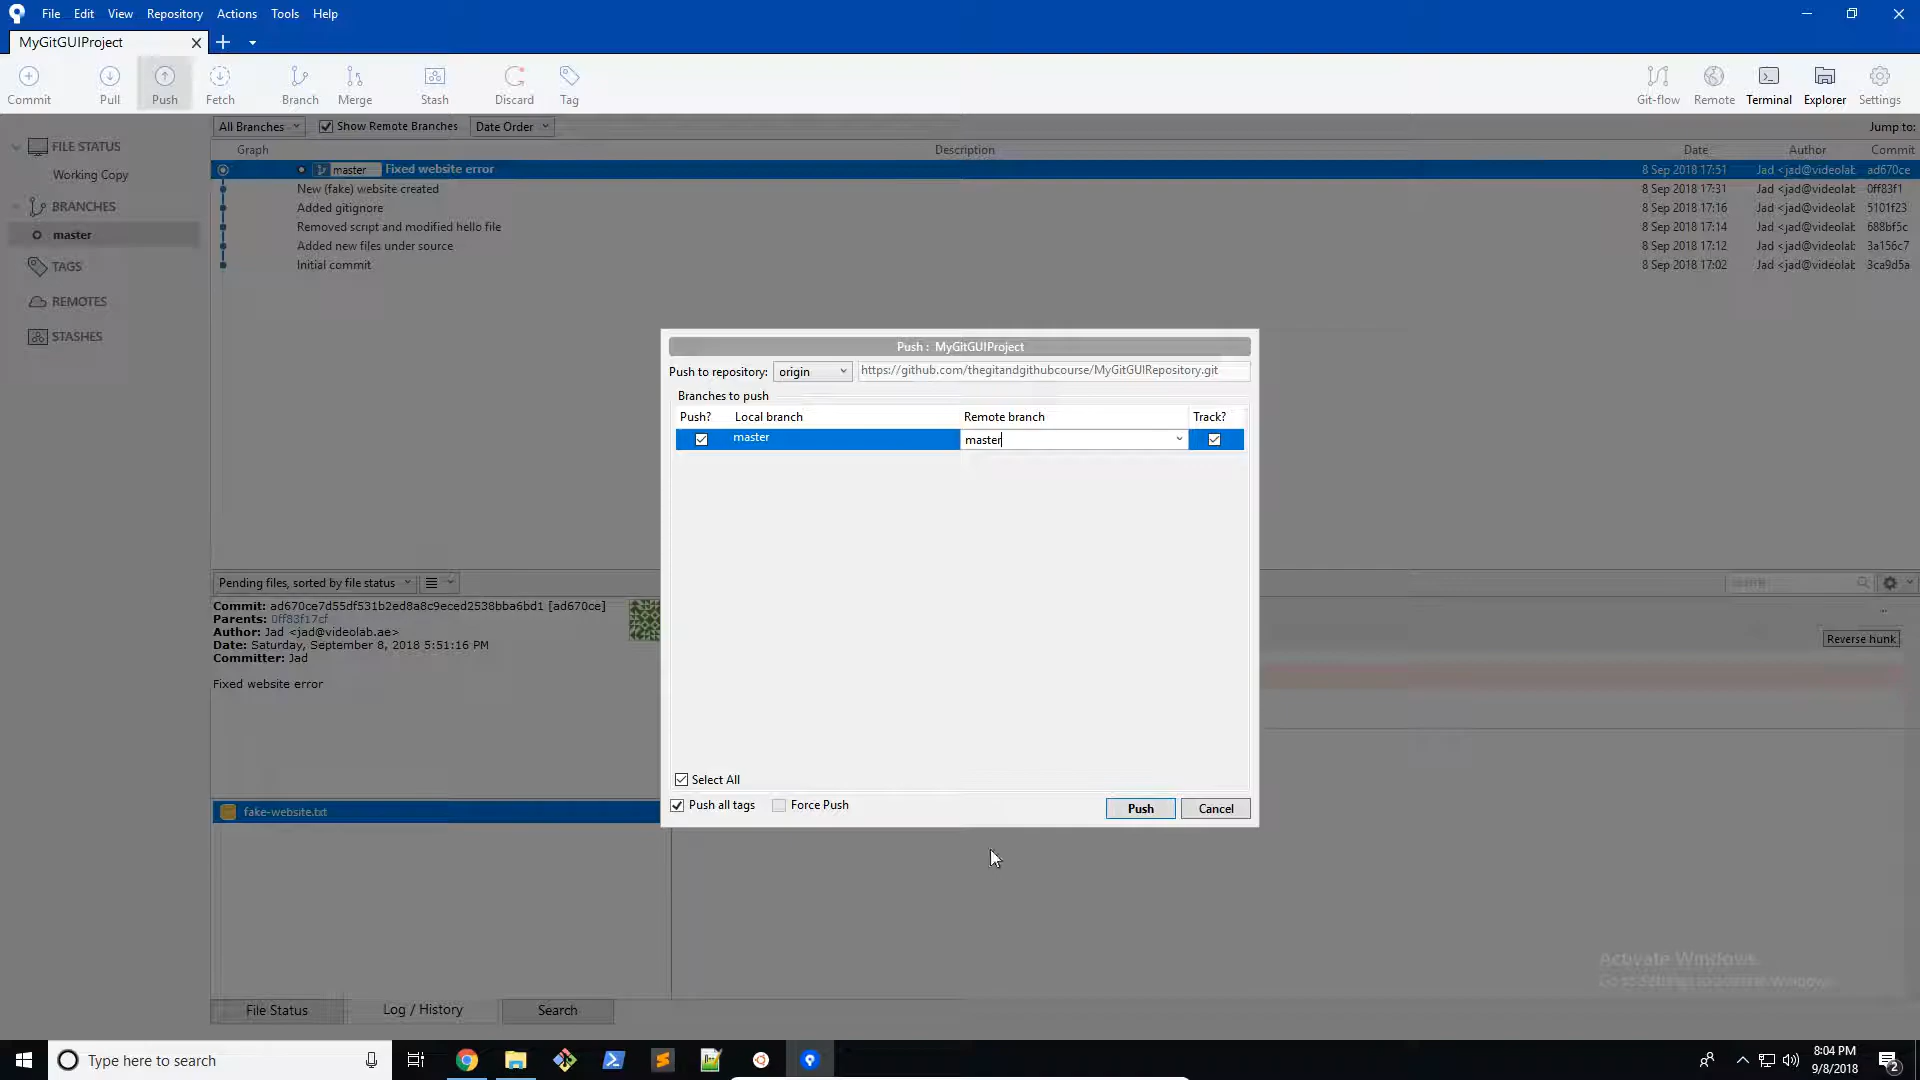 File Edit View Repository Actions Tools Help
MyGitGUIProject
Commit Pull Push Fetch Branch Merge Stash Discard Tag Git-flow Remote Terminal Explorer Settings
All Branches Show Remote Branches Date Order Jump to:
Graph Description Date Author Commit
master Fixed website error 8 Sep 2018 17:51 Jad <jad@videolab ad670ce
New (fake) website created 8 Sep 2018 17:31 Jad <jad@videolab 0ff83f1
Added gitignore 8 Sep 2018 17:16 Jad <jad@videolab 5101f23
Removed script and modified hello file 8 Sep 2018 17:14 Jad <jad@videolab 688bf5c
Added new files under source 8 Sep 2018 17:12 Jad <jad@videolab 3a156c7
Initial commit 8 Sep 2018 17:02 Jad <jad@videolab 3ca9d5a
FILE STATUS
Working Copy
BRANCHES
master
TAGS
REMOTES
STASHES
Push : MyGitGUIProject
Push to repository: origin https://github.com/thegitandgithubcourse/MyGitGUIRepository.git
Branches to push
Push? Local branch Remote branch Track?
master master
Select All
Push all tags Force Push Push Cancel
Pending files, sorted by file status
Commit: ad670ce7d55df531b2ed8a8c9eced2538bba6bd1 [ad670ce]
Parents: 0ff83f17cf
Author: Jad <jad@videolab.ae>
Date: Saturday, September 8, 2018 5:51:16 PM
Committer: Jad
Fixed website error
Reverse hunk
fake-website.txt
Activate Windows
Go to Settings to activate Windows.
File Status Log / History Search
Type here to search
8:04 PM
9/8/2018
2